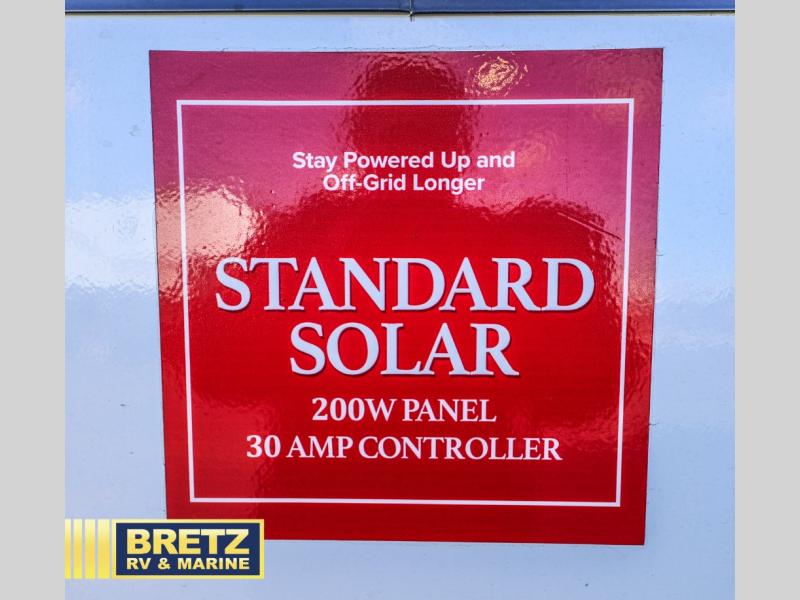 Stay Powered Up and
Off-Grid Longer
STANDARD
SOLAR
200W PANEL
30 AMP CONTROLLER
BRETZ
RV & MARINE